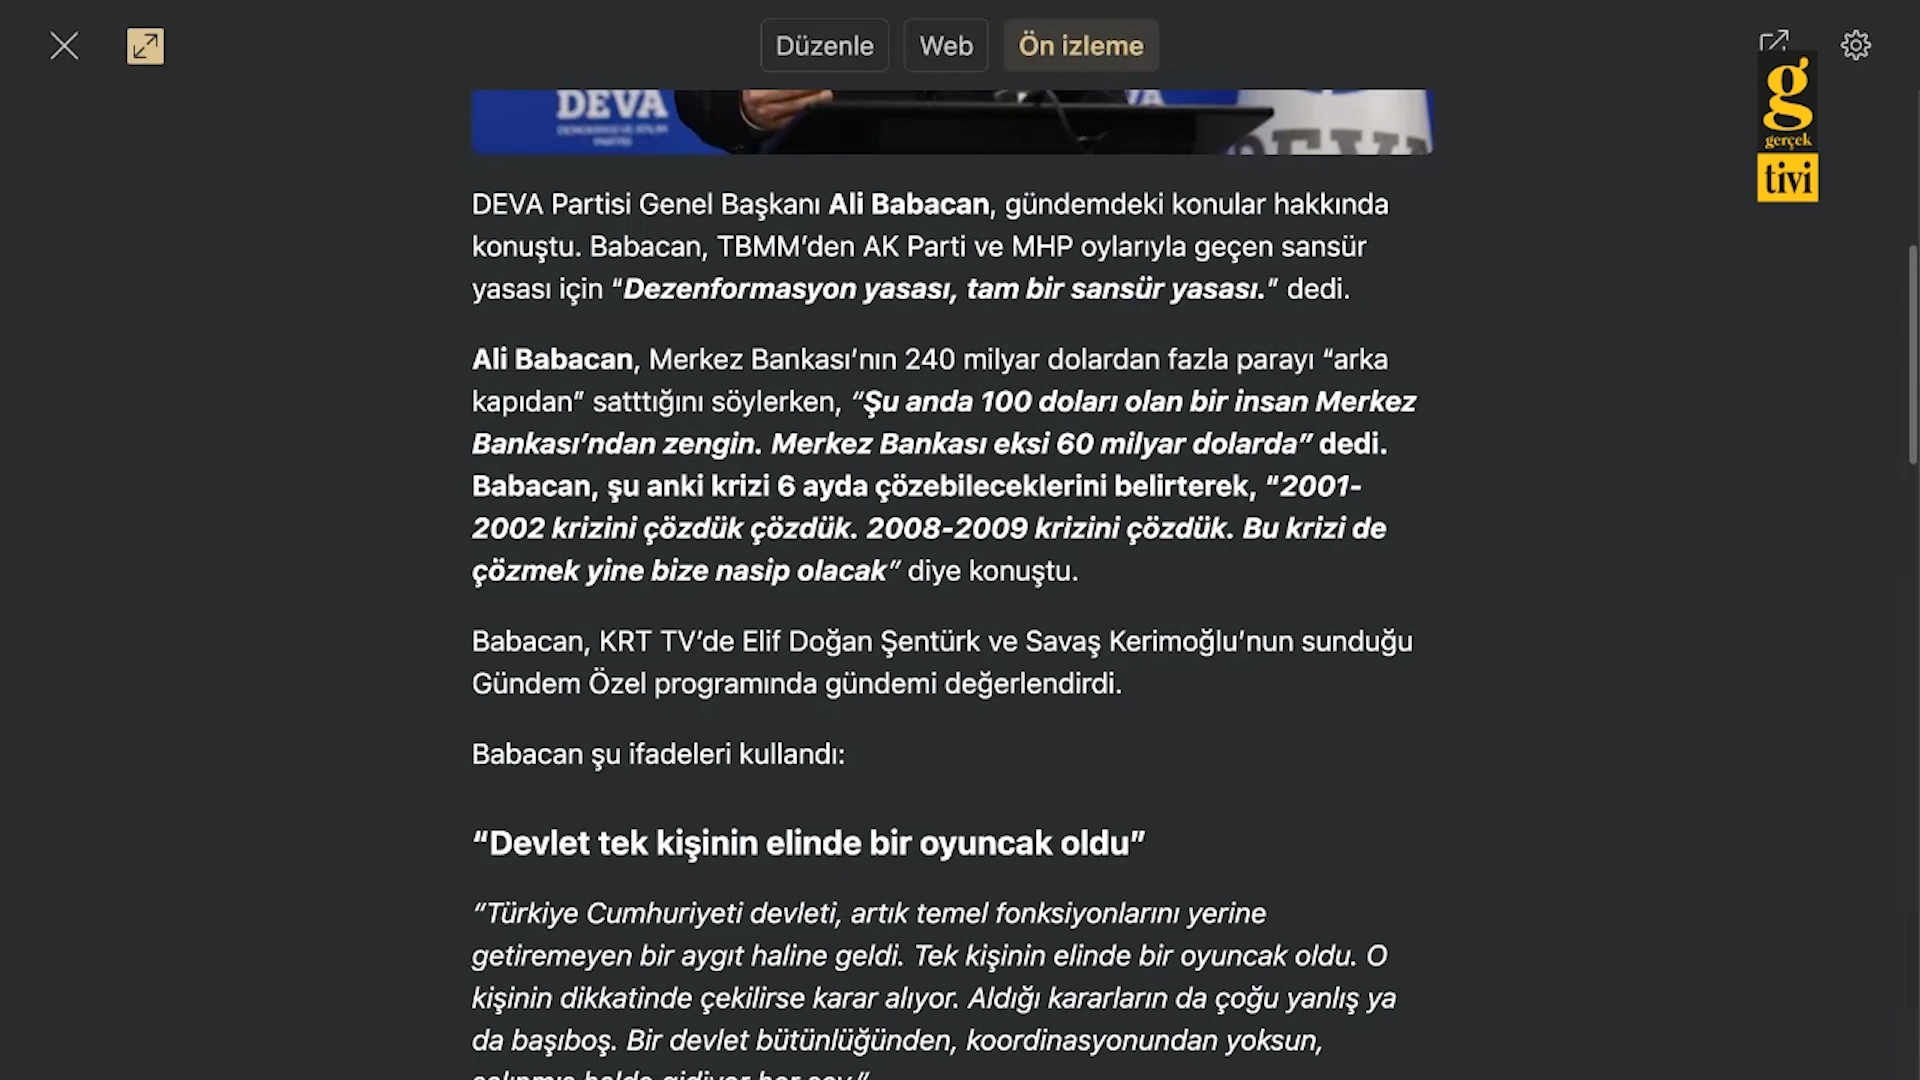 Düzenle
Web
Ön izleme
g
gerçek
tivi
DEVA
DEMOKRASİ VE ATILIM
PARTİSİ
DEVA Partisi Genel Başkanı Ali Babacan, gündemdeki konular hakkında
konuştu. Babacan, TBMM’den AK Parti ve MHP oylarıyla geçen sansür
yasası için “Dezenformasyon yasası, tam bir sansür yasası.” dedi.
Ali Babacan, Merkez Bankası’nın 240 milyar dolardan fazla parayı “arka
kapıdan” satttığını söylerken, “Şu anda 100 doları olan bir insan Merkez
Bankası’ndan zengin. Merkez Bankası eksi 60 milyar dolarda” dedi.
Babacan, şu anki krizi 6 ayda çözebileceklerini belirterek, “2001-
2002 krizini çözdük çözdük. 2008-2009 krizini çözdük. Bu krizi de
çözmek yine bize nasip olacak” diye konuştu.
Babacan, KRT TV’de Elif Doğan Şentürk ve Savaş Kerimoğlu’nun sunduğu
Gündem Özel programında gündemi değerlendirdi.
Babacan şu ifadeleri kullandı:
“Devlet tek kişinin elinde bir oyuncak oldu”
“Türkiye Cumhuriyeti devleti, artık temel fonksiyonlarını yerine
getiremeyen bir aygıt haline geldi. Tek kişinin elinde bir oyuncak oldu. O
kişinin dikkatinde çekilirse karar alıyor. Aldığı kararların da çoğu yanlış ya
da başıboş. Bir devlet bütünlüğünden, koordinasyonundan yoksun,